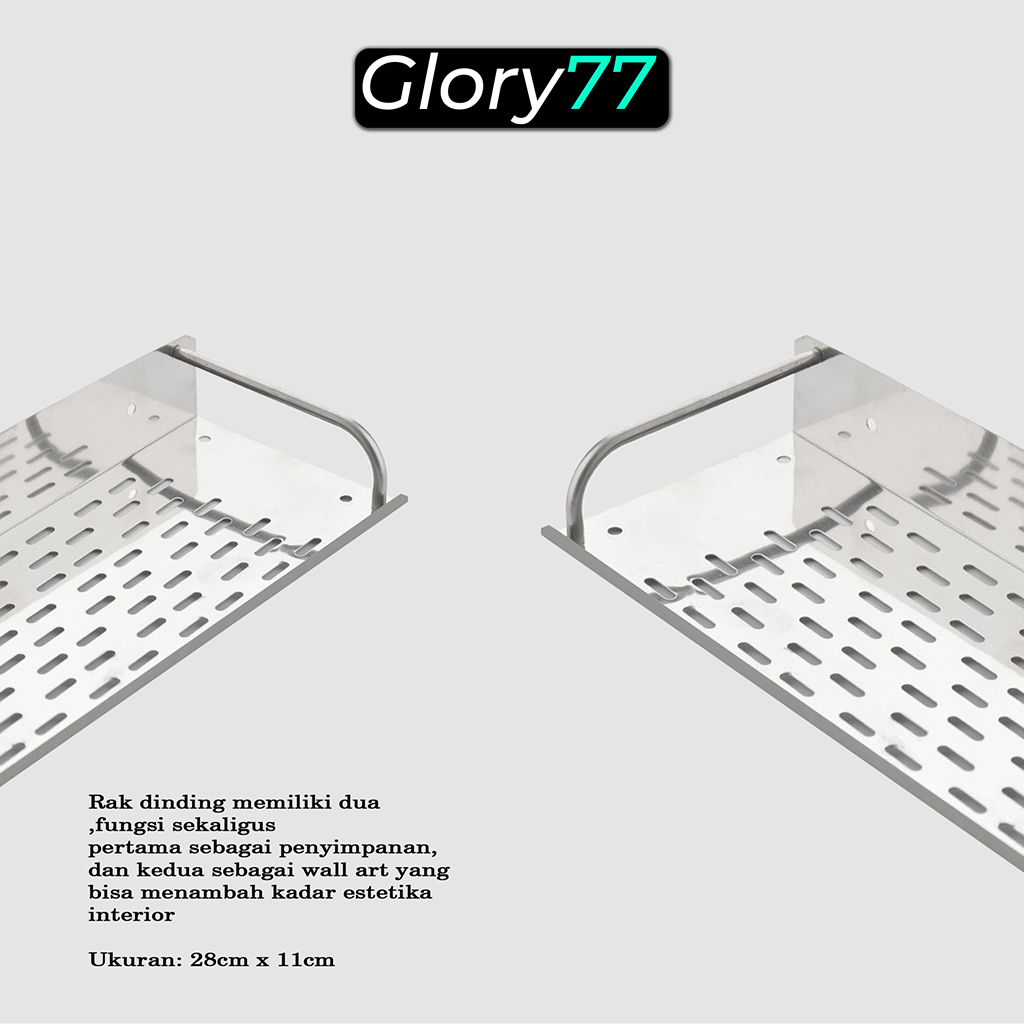 Glory77
Rak dinding memiliki dua
,fungsi sekaligus
pertama sebagai penyimpanan,
dan kedua sebagai wall art yang
bisa menambah kadar estetika
interior
Ukuran: 28cm x 11cm